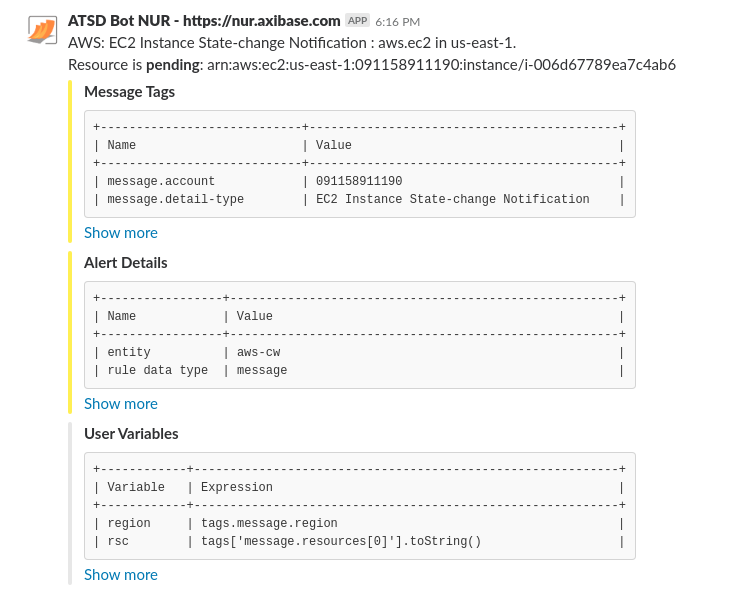 ATSD Bot NUR - https://nur.axibase.com APP 6:16 PM
AWS: EC2 Instance State-change Notification : aws.ec2 in us-east-1.
Resource is pending: arn:aws:ec2:us-east-1:091158911190:instance/i-006d67789ea7c4ab6
Message Tags
+----------------------------+-------------------------------------------+
| Name                       | Value                                     |
+----------------------------+-------------------------------------------+
| message.account            | 091158911190                              |
| message.detail-type        | EC2 Instance State-change Notification    |
Show more
Alert Details
+-----------------+------------------------------------------------------+
| Name            | Value                                                |
+-----------------+------------------------------------------------------+
| entity          | aws-cw                                               |
| rule data type  | message                                              |
Show more
User Variables
+------------+-----------------------------------------------------------+
| Variable   | Expression                                                |
+------------+-----------------------------------------------------------+
| region     | tags.message.region                                       |
| rsc        | tags['message.resources[0]'].toString()                   |
Show more